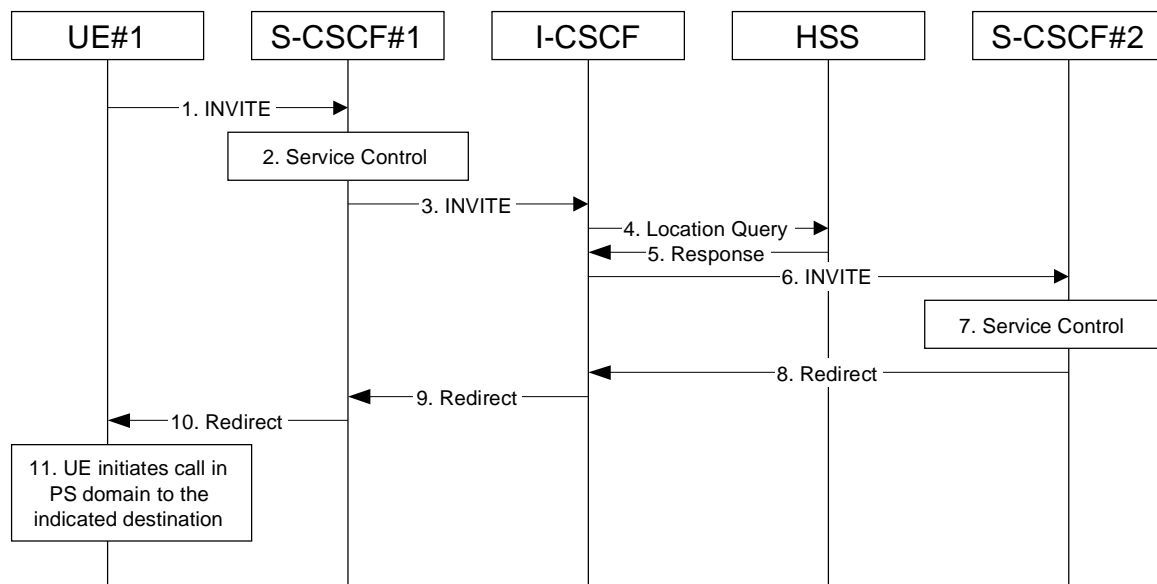 UE#1
S-CSCF#1
I-CSCF
HSS
S-CSCF#2
1. INVITE
2. Service Control
3. INVITE
4. Location Query
5. Response
6. INVITE
7. Service Control
8. Redirect
9. Redirect
10. Redirect
11. UE initiates call in
PS domain to the
indicated destination